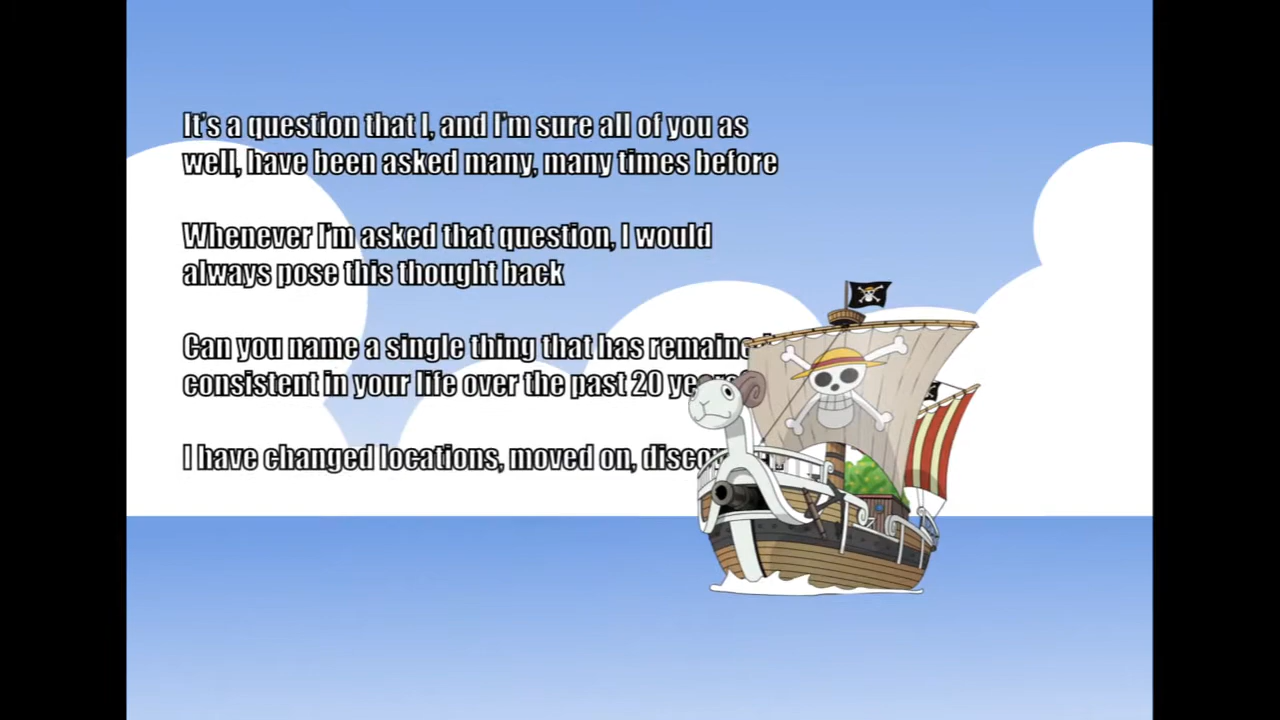 It's a question that I, and I'm sure all of you as
well, have been asked many, many times before
Whenever I'm asked that question, I would
always pose this thought back
Can you name a single thing that has remained
consistent in your life over the past 20 years?
I have changed locations, moved on,